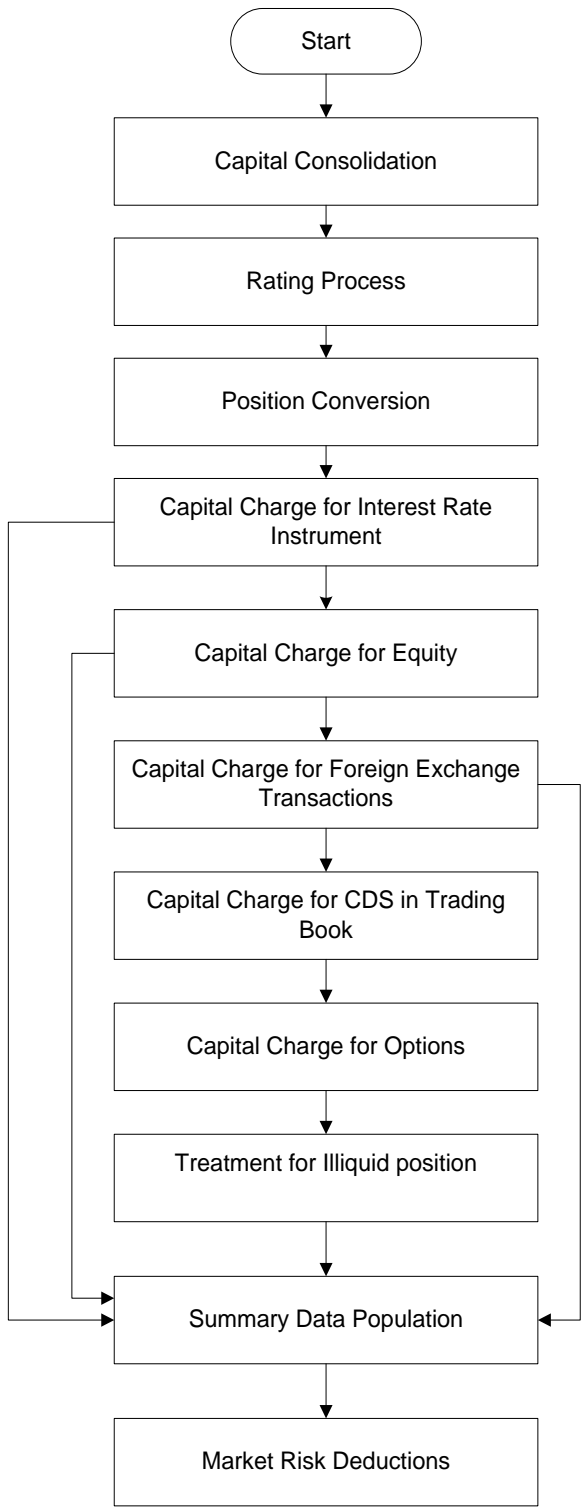 Start
Capital Consolidation
Rating Process
Position Conversion
Capital Charge for Interest Rate
Instrument
Capital Charge for Equity
Capital Charge for Foreign Exchange
Transactions
Capital Charge for CDS in Trading
Book
Capital Charge for Options
Treatment for Illiquid position
Summary Data Population
Market Risk Deductions